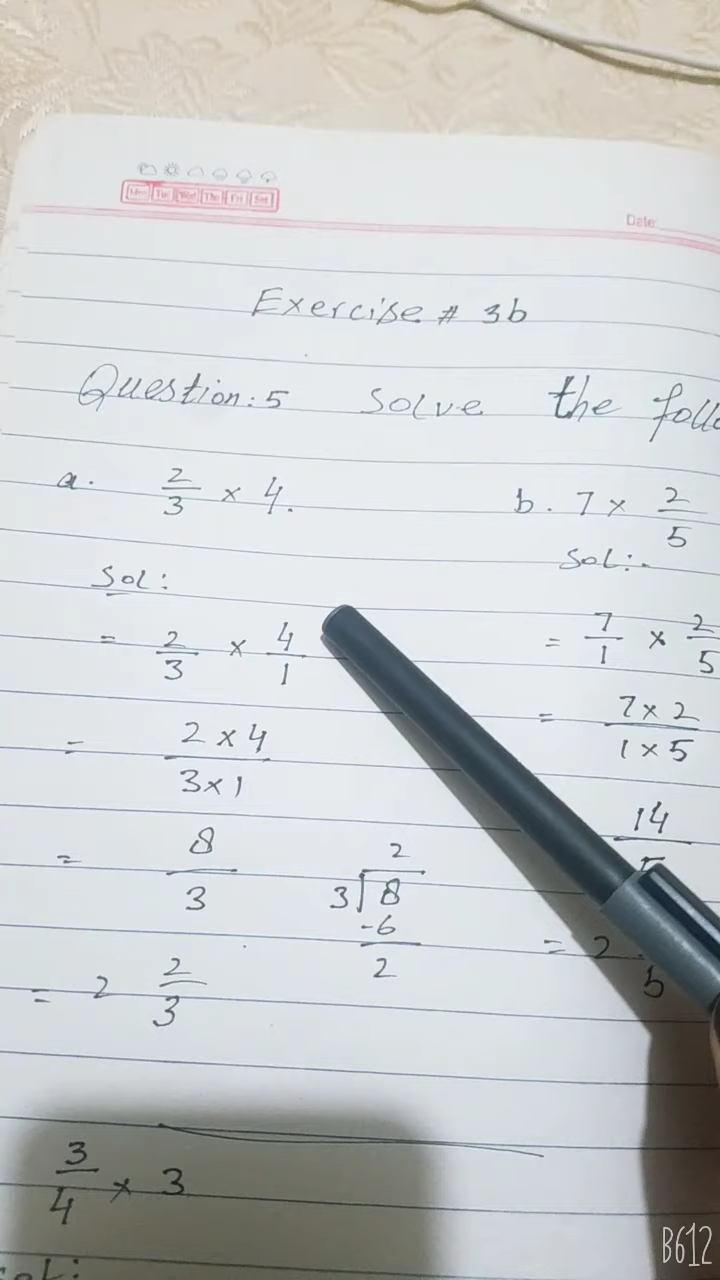 Mon Tue Wed Thu Fri Sat
Date:
Exercise # 3b
Question:5 Solve the
a. 2/3 × 4.
Sol:
= 2/3 × 4/1
= 2 × 4 / 3 × 1
= 8/3
2
3 8
-6
2
= 2 2/3
b. 7 × 2/5
Sol:-
= 7/1 × 2/5
= 7 × 2 / 1 × 5
14
= 2
5
3/4 × 3
B612